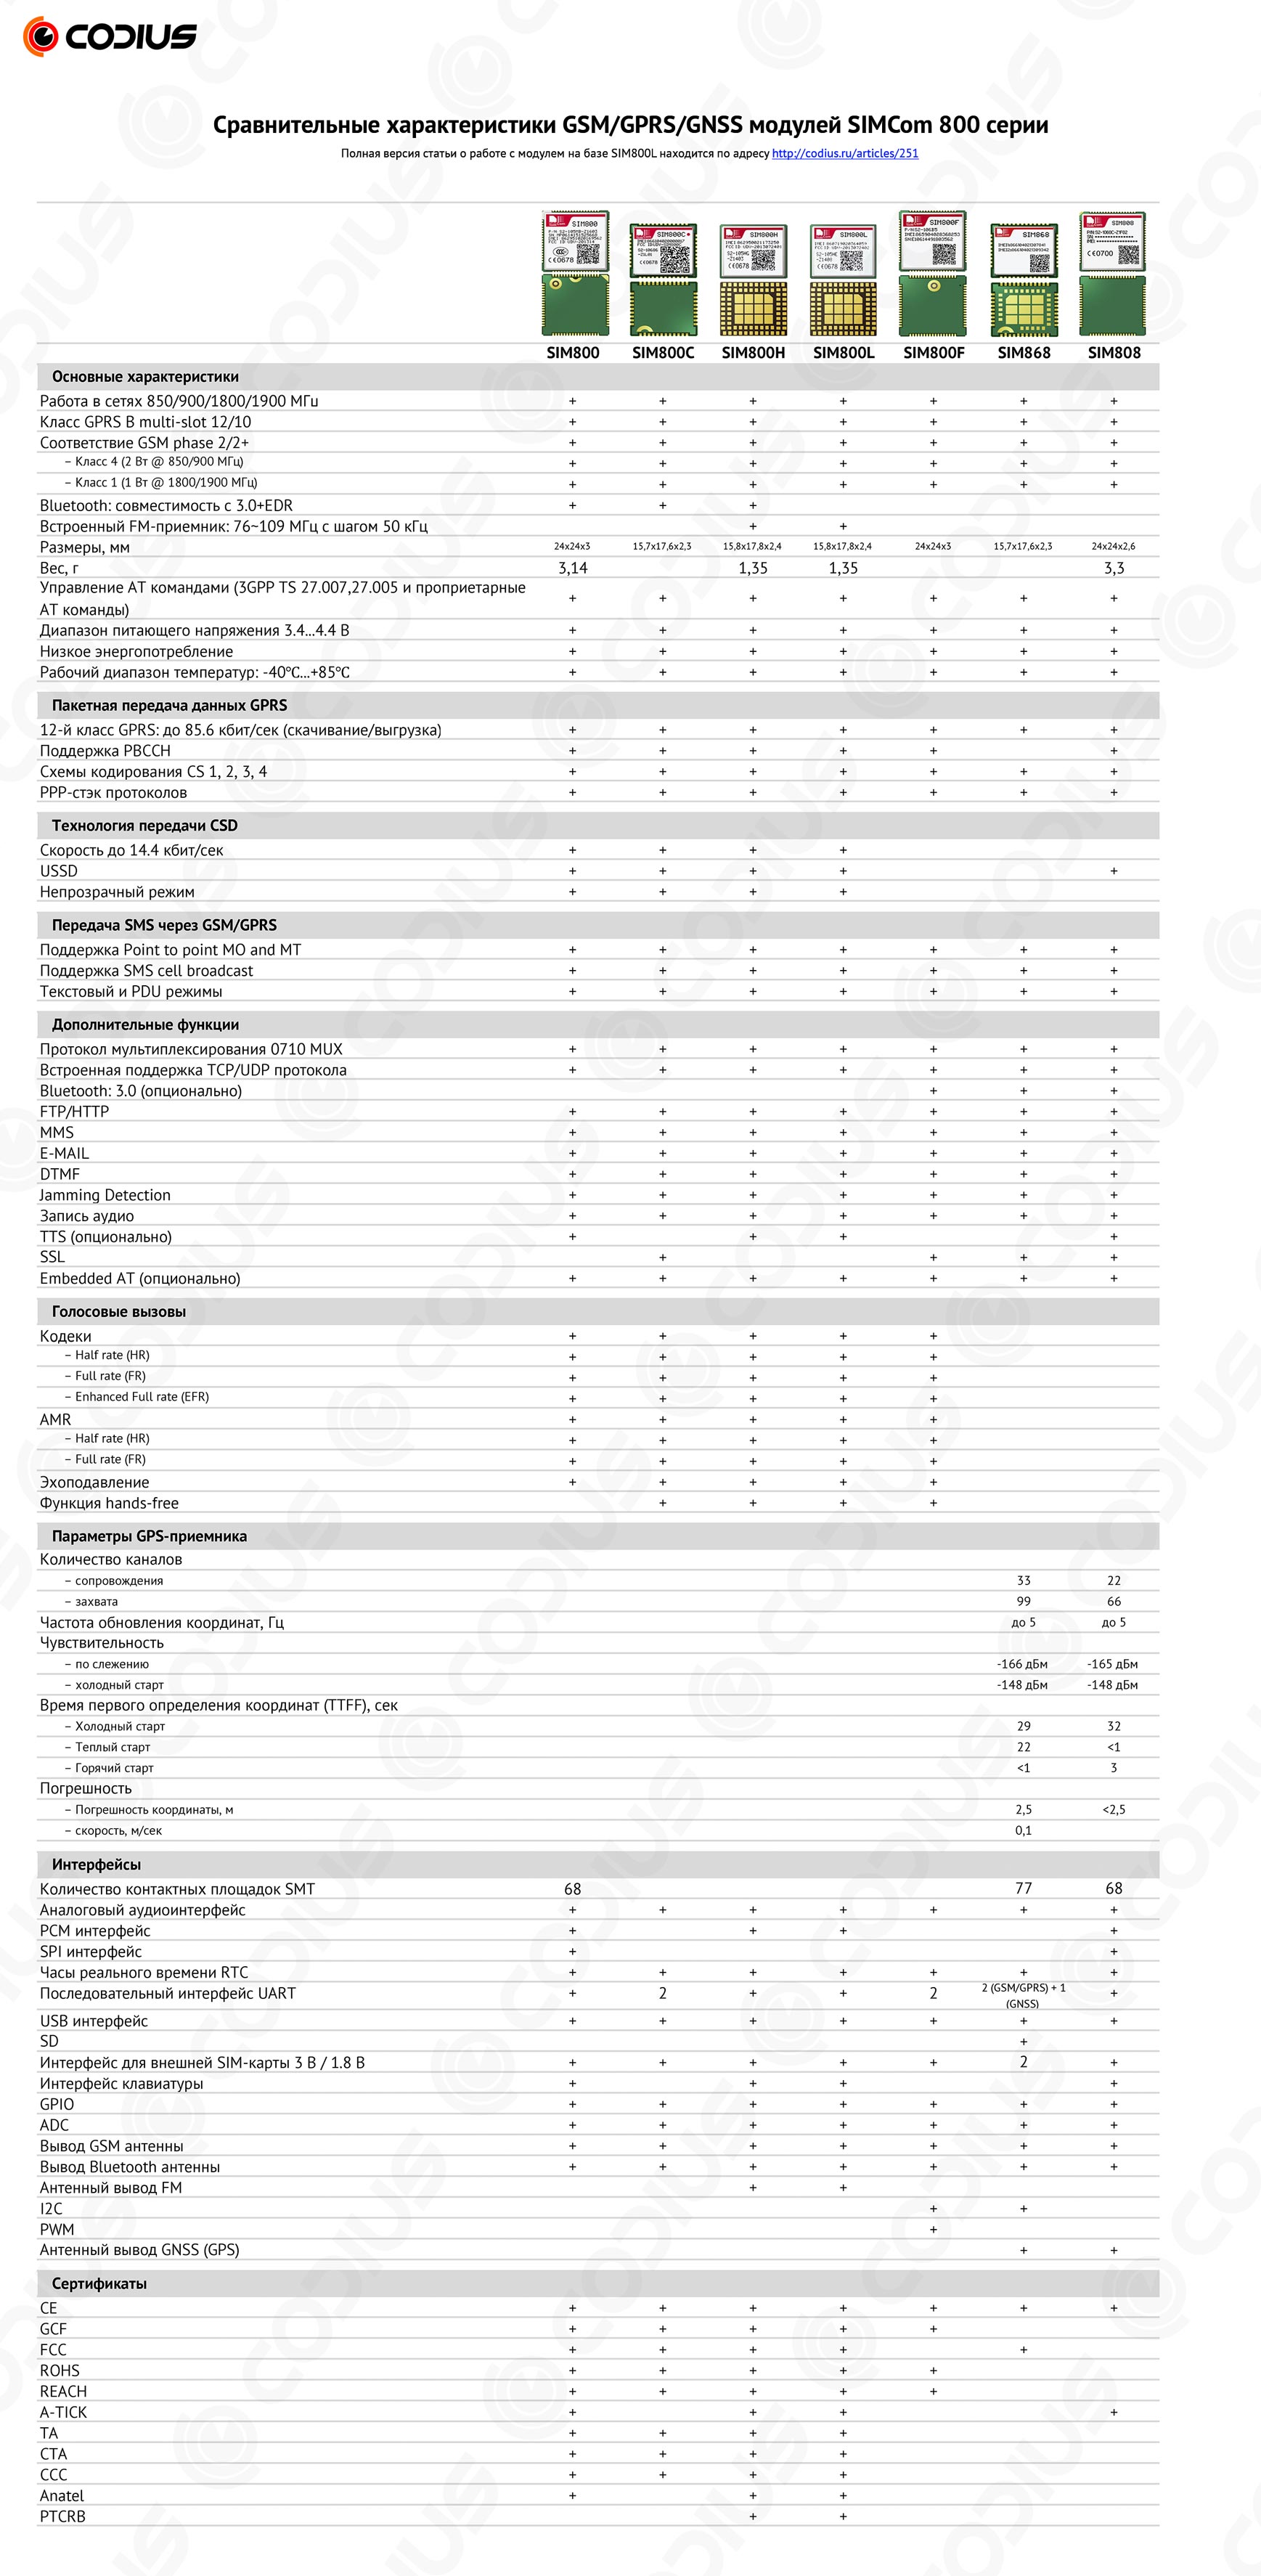 CODIUS
Сравнительные характеристики GSM/GPRS/GNSS модулей SIMCom 800 серии
Полная версия статьи о работе с модулем на базе SIM800L находится по адресу http://codius.ru/articles/251
SIM800 SIM800C SIM800H SIM800L SIM800F SIM868 SIM808
Основные характеристики
Работа в сетях 850/900/1800/1900 МГц + + + + + + +
Класс GPRS B multi-slot 12/10 + + + + + + +
Соответствие GSM phase 2/2+ + + + + + + +
– Класс 4 (2 Вт @ 850/900 МГц) + + + + + + +
– Класс 1 (1 Вт @ 1800/1900 МГц) + + + + + + +
Bluetooth: совместимость с 3.0+EDR + + +
Встроенный FM-приемник: 76~109 МГц с шагом 50 кГц + +
Размеры, мм 24x24x3 15,7x17,6x2,3 15,8x17,8x2,4 15,8x17,8x2,4 24x24x3 15,7x17,6x2,3 24x24x2,6
Вес, г 3,14 1,35 1,35 3,3
Управление АТ командами (3GPP TS 27.007,27.005 и проприетарные
АТ команды) + + + + + + +
Диапазон питающего напряжения 3.4...4.4 В + + + + + + +
Низкое энергопотребление + + + + + + +
Рабочий диапазон температур: -40℃...+85℃ + + + + + + +
Пакетная передача данных GPRS
12-й класс GPRS: до 85.6 кбит/сек (скачивание/выгрузка) + + + + + + +
Поддержка PBCCH + + + + + +
Схемы кодирования CS 1, 2, 3, 4 + + + + + + +
PPP-стэк протоколов + + + + + + +
Технология передачи CSD
Скорость до 14.4 кбит/сек + + + +
USSD + + + + +
Непрозрачный режим + + + +
Передача SMS через GSM/GPRS
Поддержка Point to point MO and MT + + + + + + +
Поддержка SMS cell broadcast + + + + + + +
Текстовый и PDU режимы + + + + + + +
Дополнительные функции
Протокол мультиплексирования 0710 MUX + + + + + + +
Встроенная поддержка TCP/UDP протокола + + + + + + +
Bluetooth: 3.0 (опционально) + + +
FTP/HTTP + + + + + + +
MMS + + + + + + +
E-MAIL + + + + + + +
DTMF + + + + + + +
Jamming Detection + + + + + + +
Запись аудио + + + + + + +
TTS (опционально) + + + +
SSL + + + +
Embedded AT (опционально) + + + + + + +
Голосовые вызовы
Кодеки + + + + +
– Half rate (HR) + + + + +
– Full rate (FR) + + + + +
– Enhanced Full rate (EFR) + + + + +
AMR + + + + +
– Half rate (HR) + + + + +
– Full rate (FR) + + + + +
Эхоподавление + + + + +
Функция hands-free + + + +
Параметры GPS-приемника
Количество каналов
– сопровождения 33 22
– захвата 99 66
Частота обновления координат, Гц до 5 до 5
Чувствительность
– по слежению -166 дБм -165 дБм
– холодный старт -148 дБм -148 дБм
Время первого определения координат (TTFF), сек
– Холодный старт 29 32
– Теплый старт 22 <1
– Горячий старт <1 3
Погрешность
– Погрешность координаты, м 2,5 <2,5
– скорость, м/сек 0,1
Интерфейсы
Количество контактных площадок SMT 68 77 68
Аналоговый аудиоинтерфейс + + + + + + +
PCM интерфейс + + + +
SPI интерфейс + +
Часы реального времени RTC + + + + + + +
Последовательный интерфейс UART + 2 + + 2 2 (GSM/GPRS) + 1 (GNSS) +
USB интерфейс + + + + + + +
SD +
Интерфейс для внешней SIM-карты 3 В / 1.8 В + + + + + 2 +
Интерфейс клавиатуры + + + +
GPIO + + + + + + +
ADC + + + + + + +
Вывод GSM антенны + + + + + + +
Вывод Bluetooth антенны + + + + + + +
Антенный вывод FM + +
I2C + +
PWM +
Антенный вывод GNSS (GPS) + +
Сертификаты
CE + + + + + + +
GCF + + + + +
FCC + + + + +
ROHS + + + + +
REACH + + + + +
A-TICK + + + +
TA + + + +
CTA + + + +
CCC + + + +
Anatel + + +
PTCRB + +